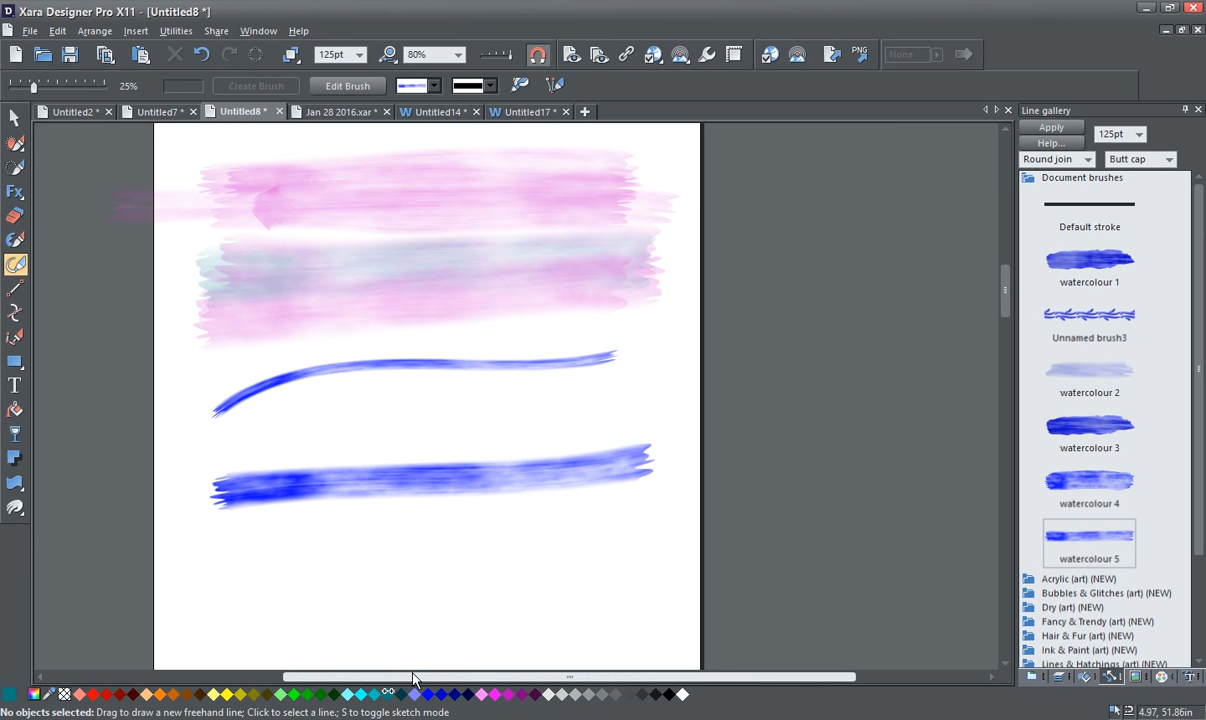 Xara Designer Pro X11 - [Untitled8 *]
File Edit Arrange Insert Utilities Share Window Help
125pt 80% PNG None
25% Create Brush Edit Brush
Untitled2 * Untitled7 * Untitled8 * Jan 28 2016.xar * Untitled14 * Untitled17 *
Line gallery
Apply
125pt
Help...
Round join Butt cap
Document brushes
Default stroke
watercolour 1
Unnamed brush3
watercolour 2
watercolour 3
watercolour 4
watercolour 5
Acrylic (art) (NEW)
Bubbles & Glitches (art) (NEW)
Dry (art) (NEW)
Fancy & Trendy (art) (NEW)
Hair & Fur (art) (NEW)
Ink & Paint (art) (NEW)
Lines & Hatchings (art) (NEW)
No objects selected: Drag to draw a new freehand line; Click to select a line.; S to toggle sketch mode
4.97, 51.86in